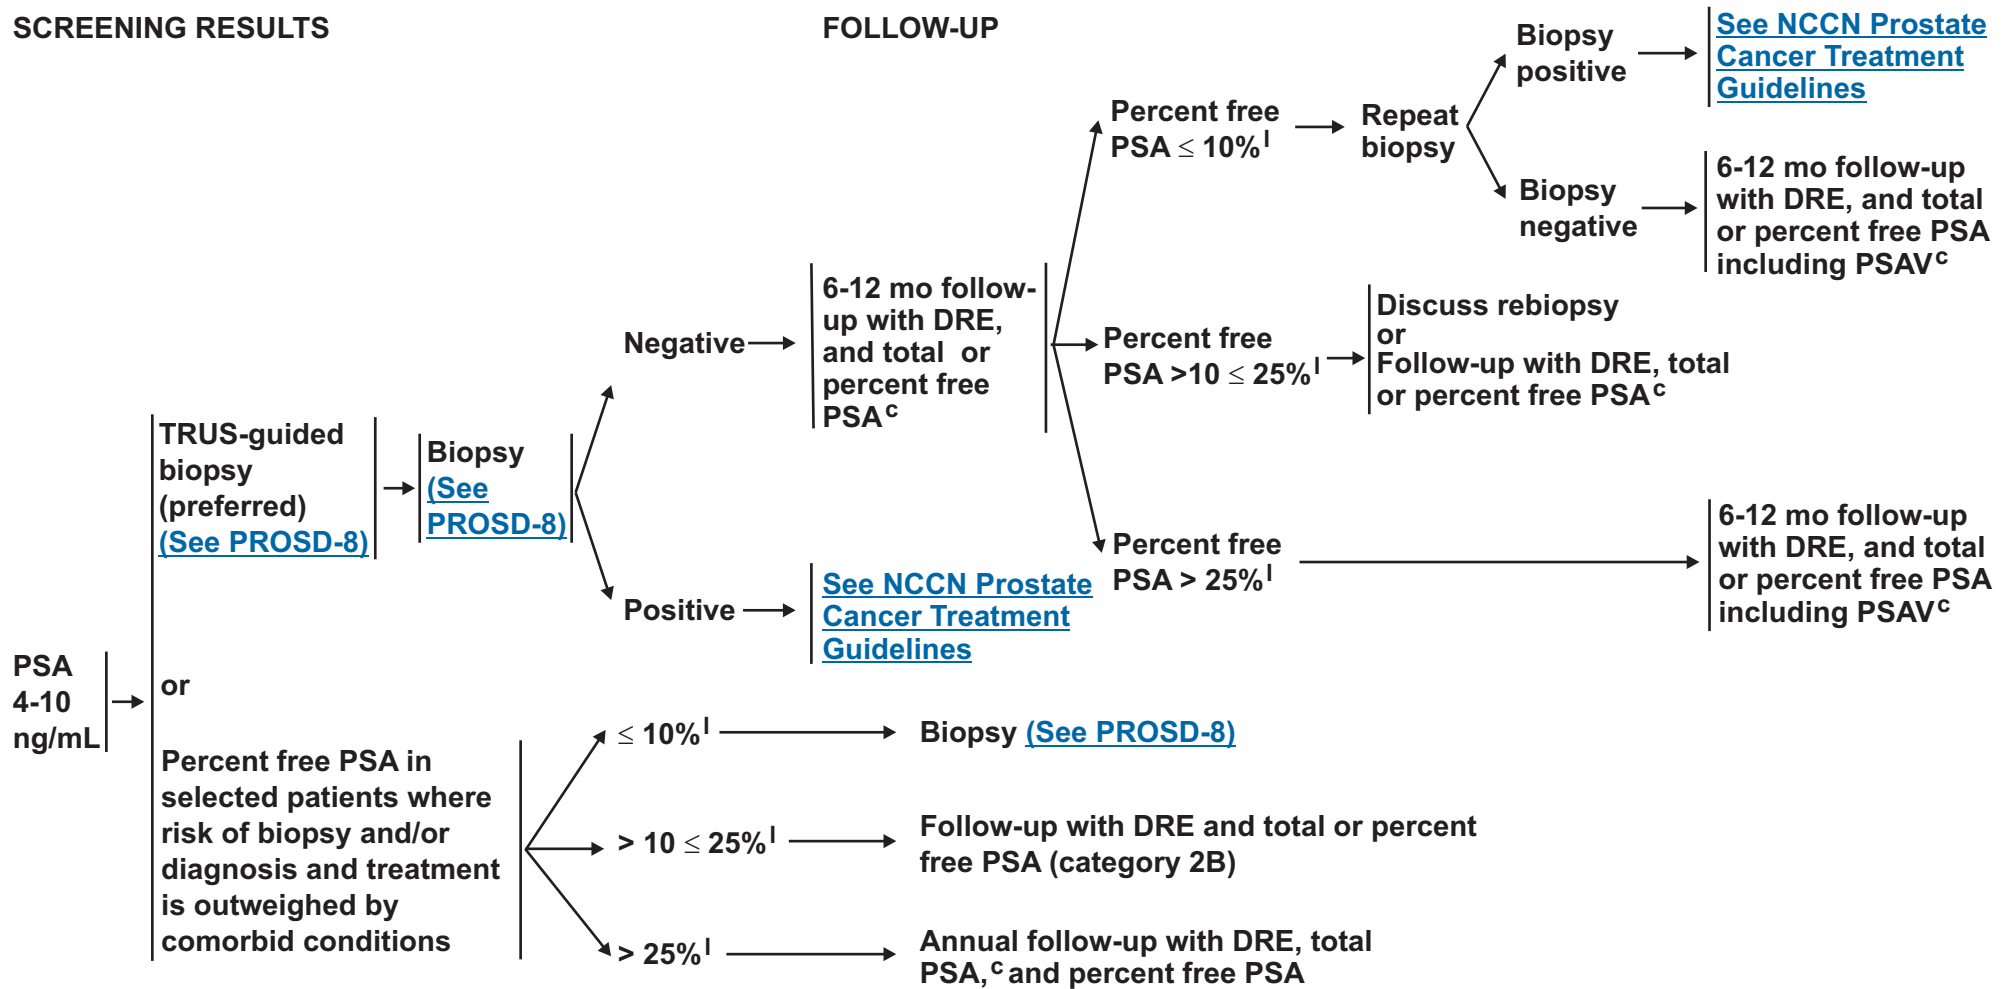 SCREENING RESULTS
FOLLOW-UP
PSA
4-10
ng/mL
TRUS-guided
biopsy
(preferred)
(See PROSD-8)
or
Percent free PSA in
selected patients where
risk of biopsy and/or
diagnosis and treatment
is outweighed by
comorbid conditions
Biopsy
(See
PROSD-8)
Negative
6-12 mo follow-
up with DRE,
and total or
percent free
PSAc
Positive
See NCCN Prostate
Cancer Treatment
Guidelines
Percent free
PSA ≤ 10%l
Repeat
biopsy
Biopsy
positive
See NCCN Prostate
Cancer Treatment
Guidelines
Biopsy
negative
6-12 mo follow-up
with DRE, and total
or percent free PSA
including PSAVc
Percent free
PSA >10 ≤ 25%l
Discuss rebiopsy
or
Follow-up with DRE, total
or percent free PSAc
Percent free
PSA > 25%l
6-12 mo follow-up
with DRE, and total
or percent free PSA
including PSAVc
≤ 10%l
Biopsy (See PROSD-8)
> 10 ≤ 25%l
Follow-up with DRE and total or percent
free PSA (category 2B)
> 25%l
Annual follow-up with DRE, total
PSA,c and percent free PSA